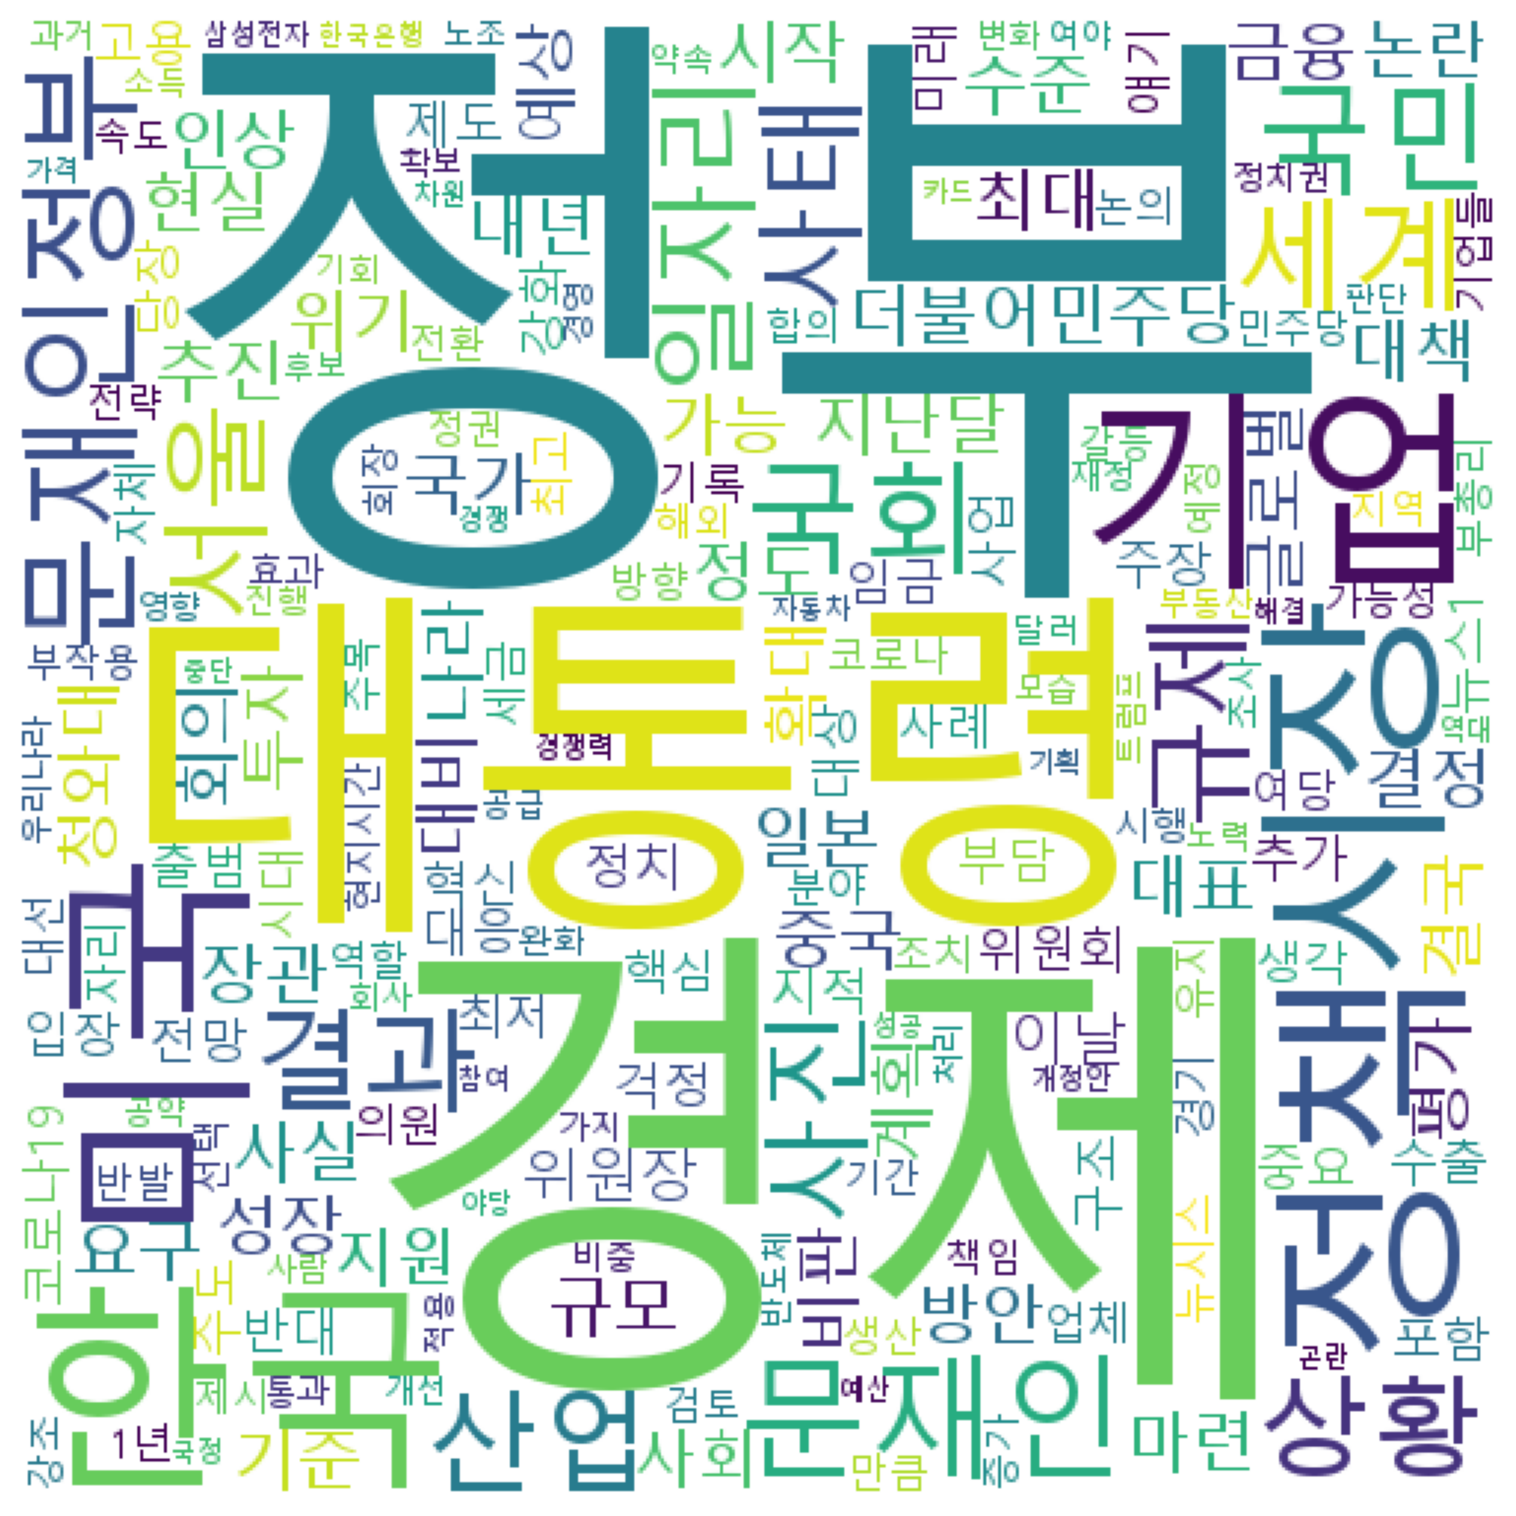 과거
고용
삼성전자
한국은행
노조
예상
약속
시작
미래
변화
여야
얘기
금융
논란
소득
속도
인상
제도
수준
국민
가격
현실
확보
차원
내년
일자리
사태
카드
최대
논의
정치권
세계
기업들
정부
문재인정부
당장
기회
위기
전환
강화
경영
합의
더불어민주당
민주당
판단
대책
추진
후보
전략
서울
자체
정권
국가
회장
최고
경쟁
가능
지난달
기록
해외
국회
갈등
재정
예정
기업
글로벌
지역
부총리
사업
정도
방향
임금
주장
효과
진행
영향
자동차
부동산
해결
가능성
부작용
중단
주목
나라
세금
확대
코로나
달러
모습
트럼프
규제
조사
뉴스1
역대
시장
청와대
회의
투자
대통령
대비
경쟁력
대상
사례
기획
여당
결정
우리나라
현지시간
공급
일본
시행
노력
추가
출범
시대
정치
부담
분야
대표
혁신
대응
완화
중국
결국
대선
자리
장관
역할
회사
핵심
지적
조치
위원회
유지
생각
입장
전망
미국
결과
최저
경제
사진
계획
성공
처리
이날
개정안
경기
정책
평가
참여
걱정
공약
코로나19
반발
선택
사실
의원
가지
위원장
기간
구조
중요
수출
야당
요구
성장
지원
비중
비판
반도체
책임
뉴시스
사람
주도
반대
적용
규모
생산
방안
업체
포함
한국
제시
통과
개선
산업
검토
문재인
예산
곤란
상황
강조
1년
국정
기준
사회
만큼
증가
마련